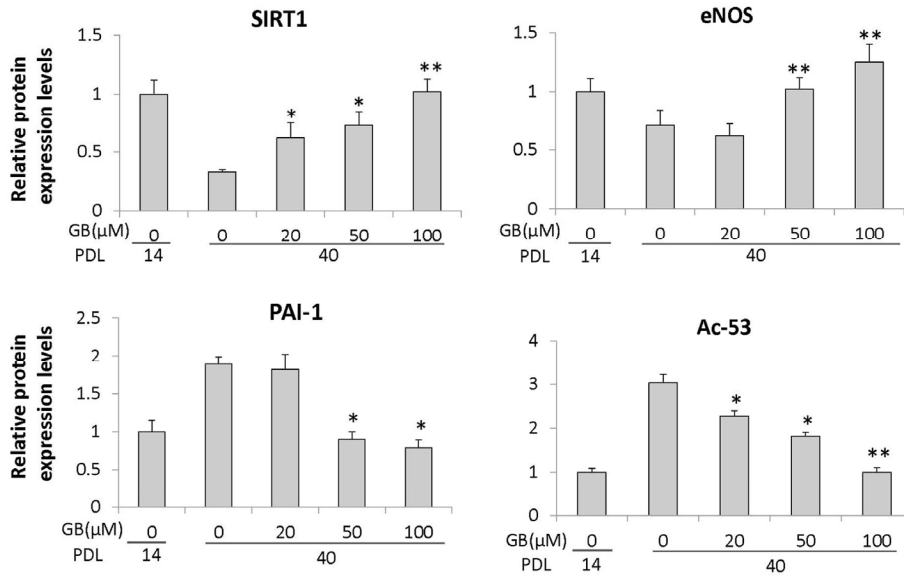 SIRT1
Relative protein
expression levels
1.5
1
0.5
0
*
*
**
GB(μM) 0 0 20 50 100
PDL 14 40
eNOS
1.5
1
0.5
0
**
**
0 0 20 50 100
14 40
PAI-1
Relative protein
expression levels
2.5
2
1.5
1
0.5
0
*
*
GB(μM) 0 0 20 50 100
PDL 14 40
Ac-53
4
3
2
1
0
*
*
**
GB(μM) 0 0 20 50 100
PDL 14 40